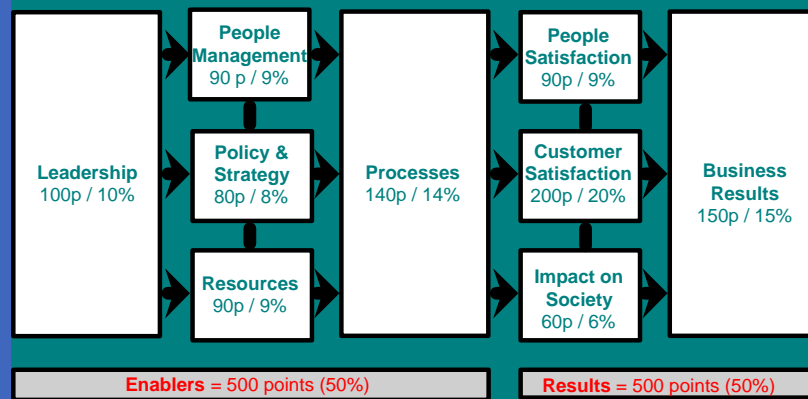 Leadership
100p / 10%
People
Management
90 p / 9%
Policy &
Strategy
80p / 8%
Resources
90p / 9%
Processes
140p / 14%
People
Satisfaction
90p / 9%
Customer
Satisfaction
200p / 20%
Impact on
Society
60p / 6%
Business
Results
150p / 15%
Enablers = 500 points (50%)
Results = 500 points (50%)